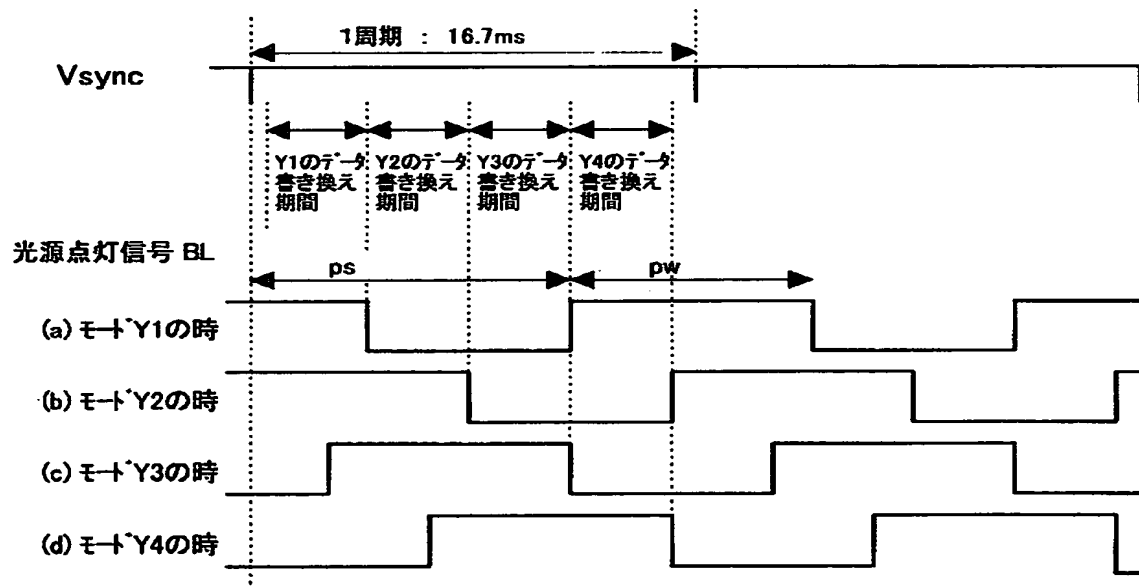 1周期 : 16.7ms
Vsync
Y1のデータ
書き換え
期間
Y2のデータ
書き換え
期間
Y3のデータ
書き換え
期間
Y4のデータ
書き換え
期間
光源点灯信号 BL
ps
pw
(a) モードY1の時
(b) モードY2の時
(c) モードY3の時
(d) モードY4の時